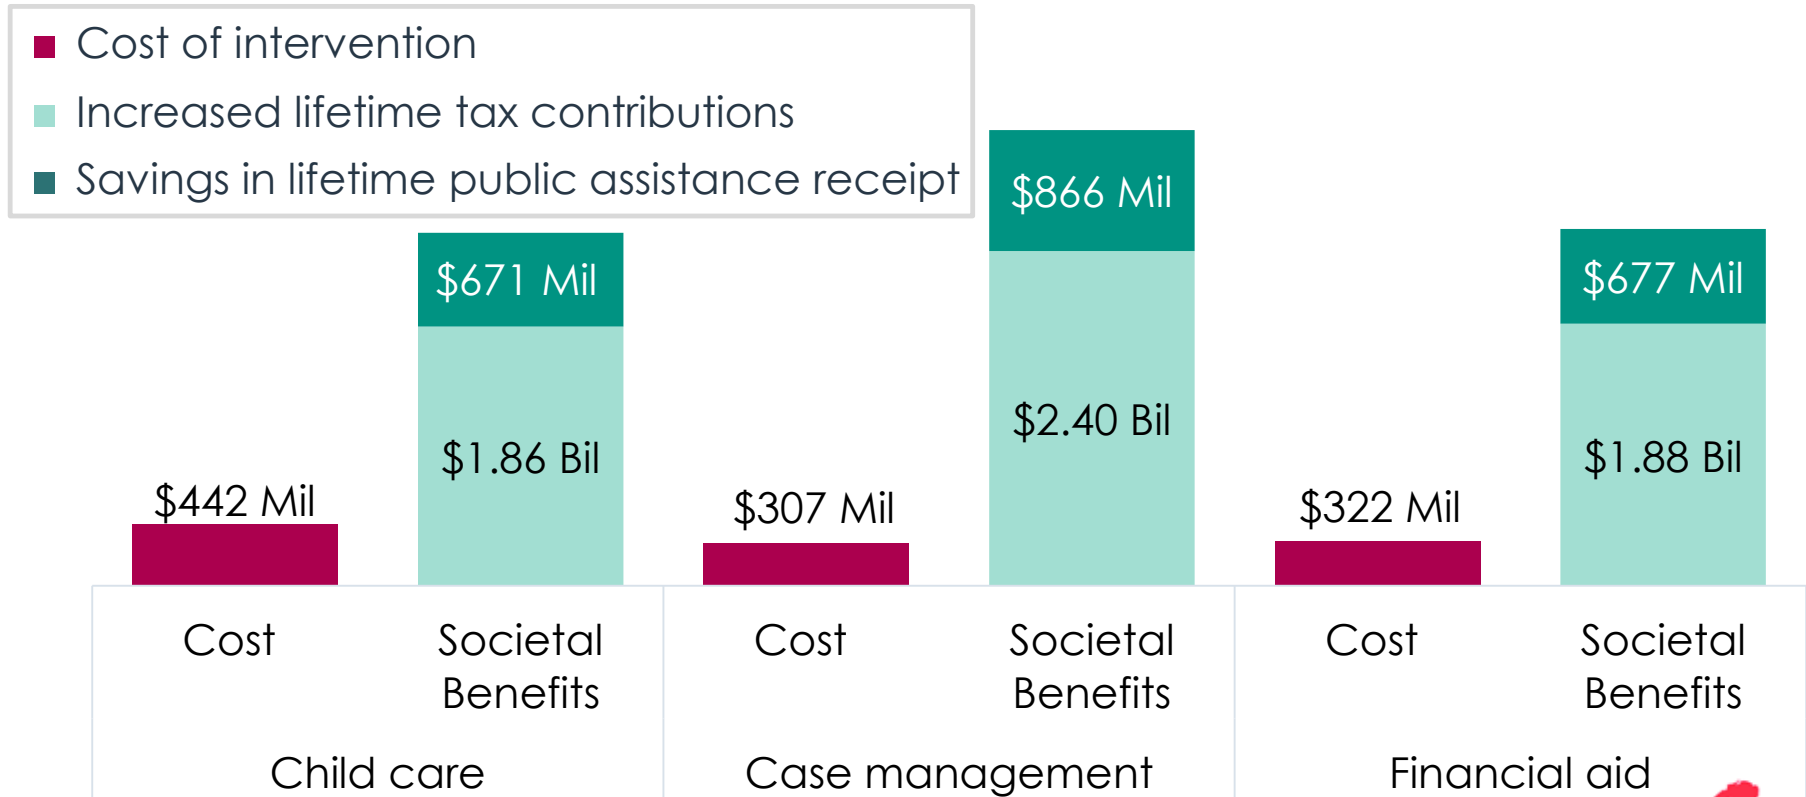 Cost of intervention
Increased lifetime tax contributions
Savings in lifetime public assistance receipt
$866 Mil
$671 Mil
$677 Mil
$2.40 Bil
$1.86 Bil
$1.88 Bil
$442 Mil
$307 Mil
$322 Mil
Cost
Societal
Benefits
Cost
Societal
Benefits
Cost
Societal
Benefits
Child care
Case management
Financial aid